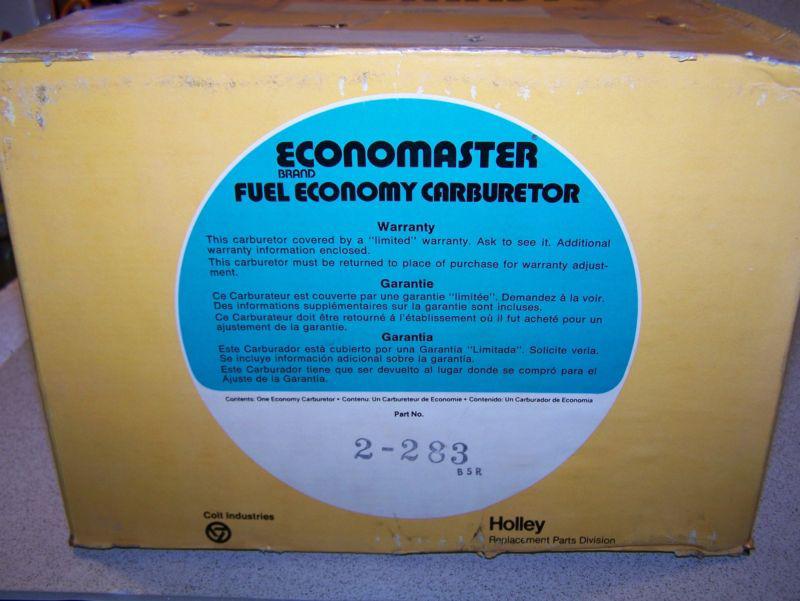 ECONOMASTER
BRAND
FUEL ECONOMY CARBURETOR
Warranty
This carburetor covered by a "limited" warranty. Ask to see it. Additional
warranty information enclosed.
This carburetor must be returned to place of purchase for warranty adjust-
ment.
Garantie
Ce Carburateur est couverte par une garantie "limitée". Demandez à la voir.
Des informations supplémentaires sur la garantie sont incluses.
Ce Carburateur doit être retourné á l'établissement où il fut acheté pour un
ajustement de la garantie.
Garantia
Este Carburador està cubierto por una Garantia "Limitada". Solicite verla.
Se incluye información adicional sobre la garantia.
Este Carburador tiene que ser devuelto al lugar donde se compró para el
Ajuste de la Garantia.
Contents: One Economy Carburetor • Contenu: Un Carbureteur de Economie • Contenido: Un Carburador de Economia
Part No.
2-283
BSR
Colt Industries
Holley
Replacement Parts Division